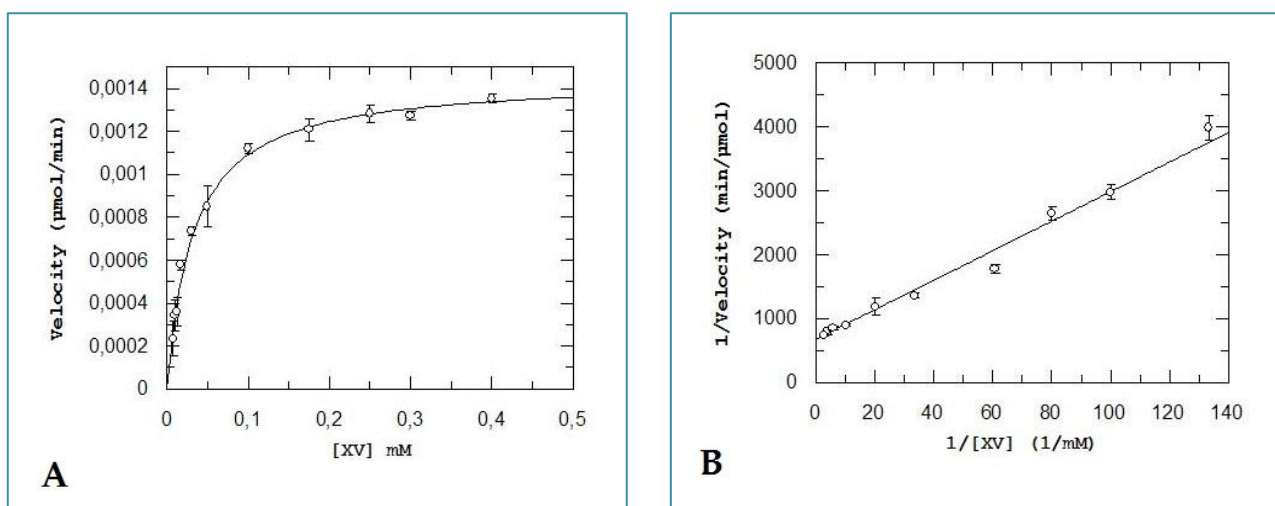 Velocity (µmol/min)
0,0014
0,0012
0,001
0,0008
0,0006
0,0004
0,0002
0
0 0,1 0,2 0,3 0,4 0,5
[XV] mM
A
1/Velocity (min/µmol)
5000
4000
3000
2000
1000
0
0 20 40 60 80 100 120 140
1/[XV] (1/mM)
B